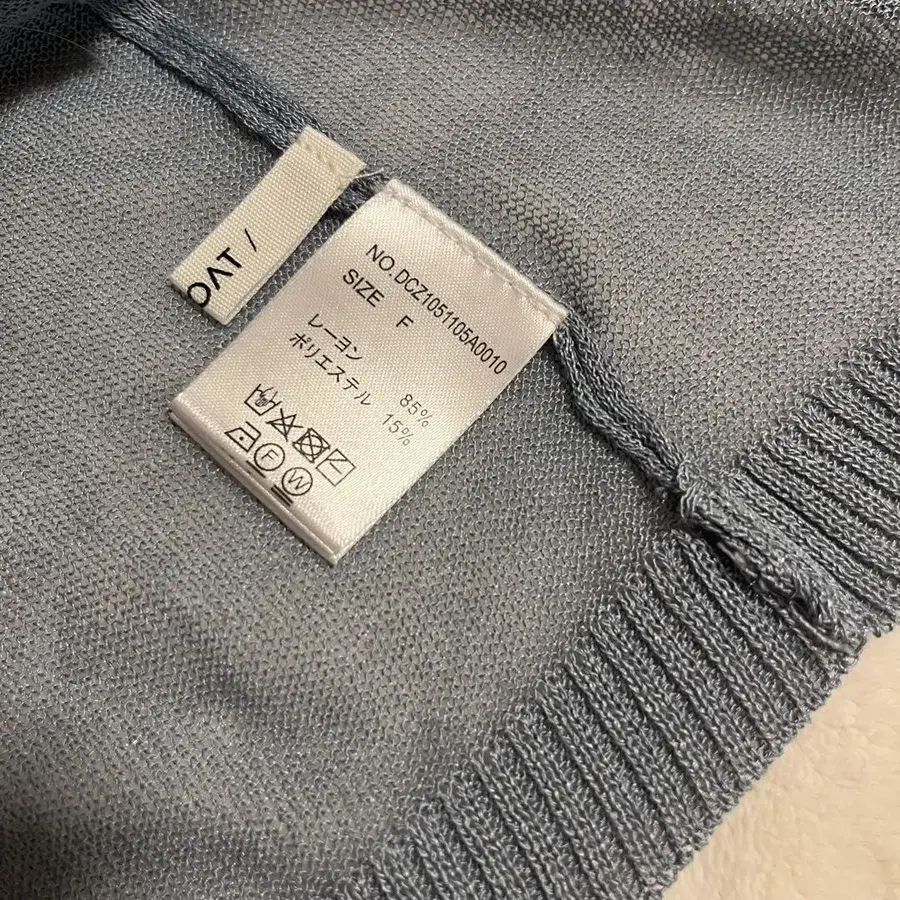 OAT /
NO. DCZ1051105A0010
SIZE F
レーヨン 85%
ポリエステル 15%
F W